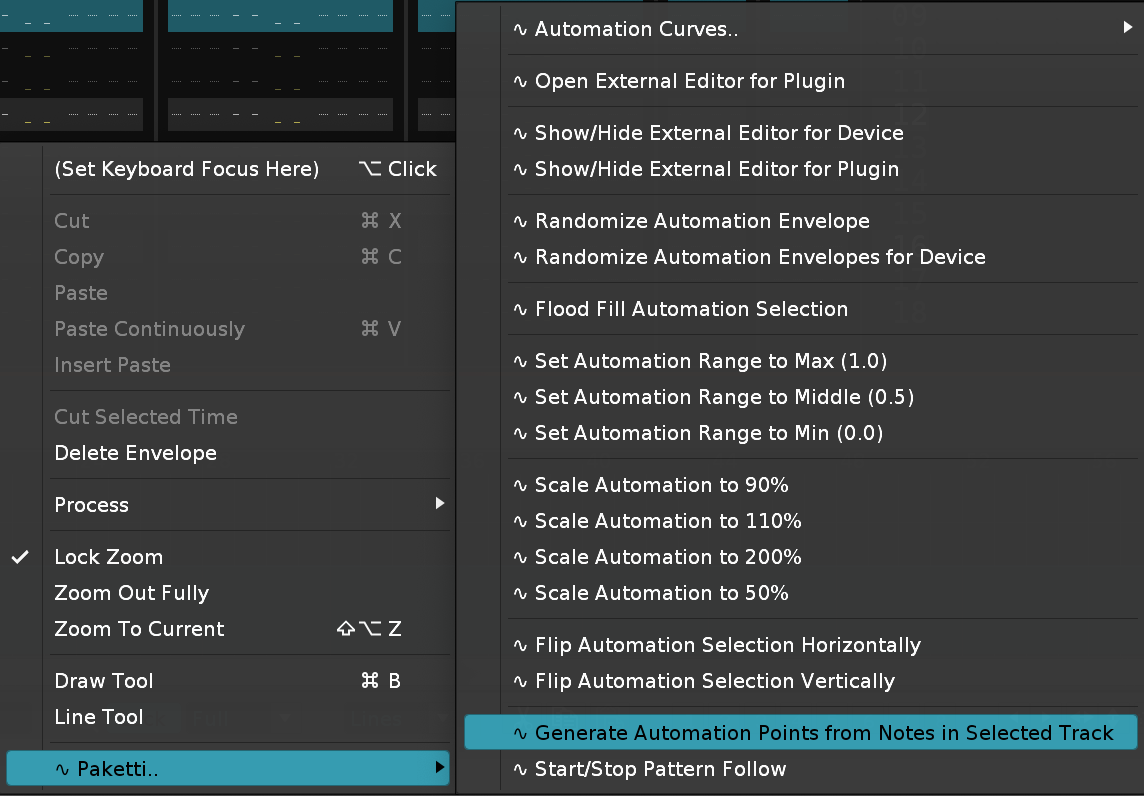 (Set Keyboard Focus Here) ⌥ Click
Cut ⌘ X
Copy ⌘ C
Paste
Paste Continuously ⌘ V
Insert Paste
Cut Selected Time
Delete Envelope
Process
Lock Zoom
Zoom Out Fully
Zoom To Current ⇧⌥ Z
Draw Tool ⌘ B
Line Tool
∿ Paketti..
∿ Automation Curves..
∿ Open External Editor for Plugin
∿ Show/Hide External Editor for Device
∿ Show/Hide External Editor for Plugin
∿ Randomize Automation Envelope
∿ Randomize Automation Envelopes for Device
∿ Flood Fill Automation Selection
∿ Set Automation Range to Max (1.0)
∿ Set Automation Range to Middle (0.5)
∿ Set Automation Range to Min (0.0)
∿ Scale Automation to 90%
∿ Scale Automation to 110%
∿ Scale Automation to 200%
∿ Scale Automation to 50%
∿ Flip Automation Selection Horizontally
∿ Flip Automation Selection Vertically
∿ Generate Automation Points from Notes in Selected Track
∿ Start/Stop Pattern Follow